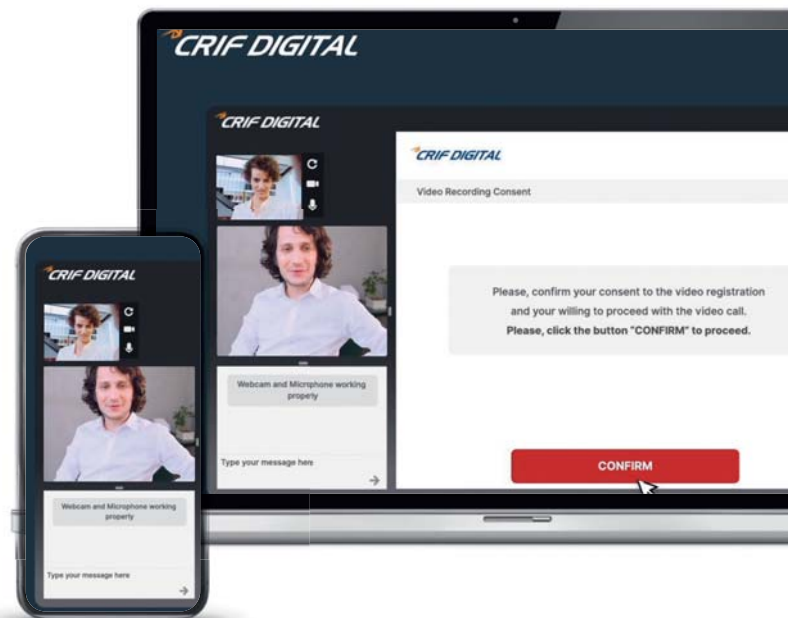 CRIF DIGITAL
CRIF DIGITAL
CRIF DIGITAL
Video Recording Consent
Please, confirm your consent to the video registration
and your willing to proceed with the video call.
Please, click the button "CONFIRM" to proceed.
CONFIRM
Webcam and Microphone working
property
Type your message here
CRIF DIGITAL
Webcam and Microphone working
property
Type your message here